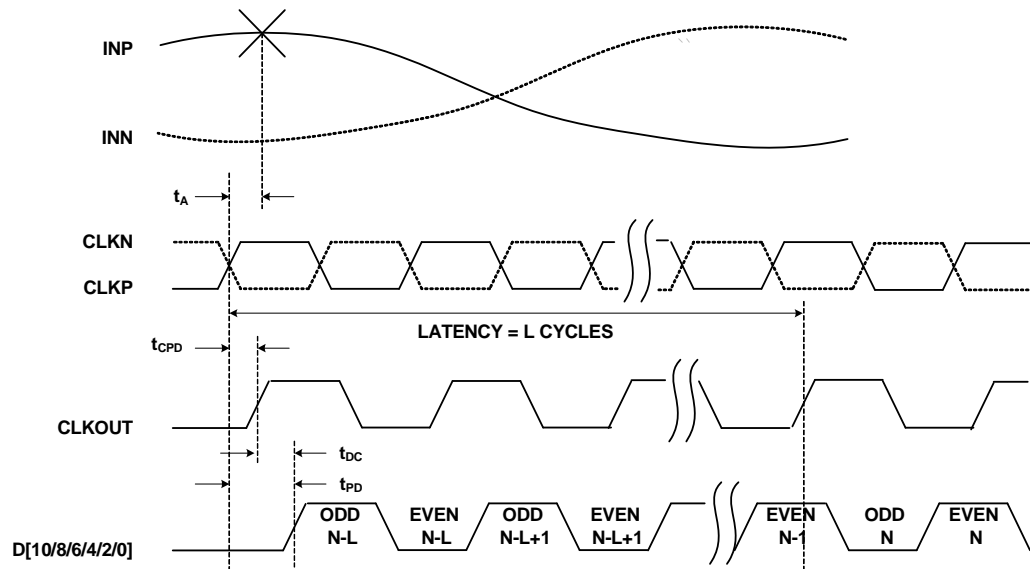 INP
INN
tA
CLKN
CLKP
LATENCY = L CYCLES
tCPD
CLKOUT
tDC
tPD
ODD N-L
EVEN N-L
ODD N-L+1
EVEN N-L+1
EVEN N-1
ODD N
EVEN N
D[10/8/6/4/2/0]